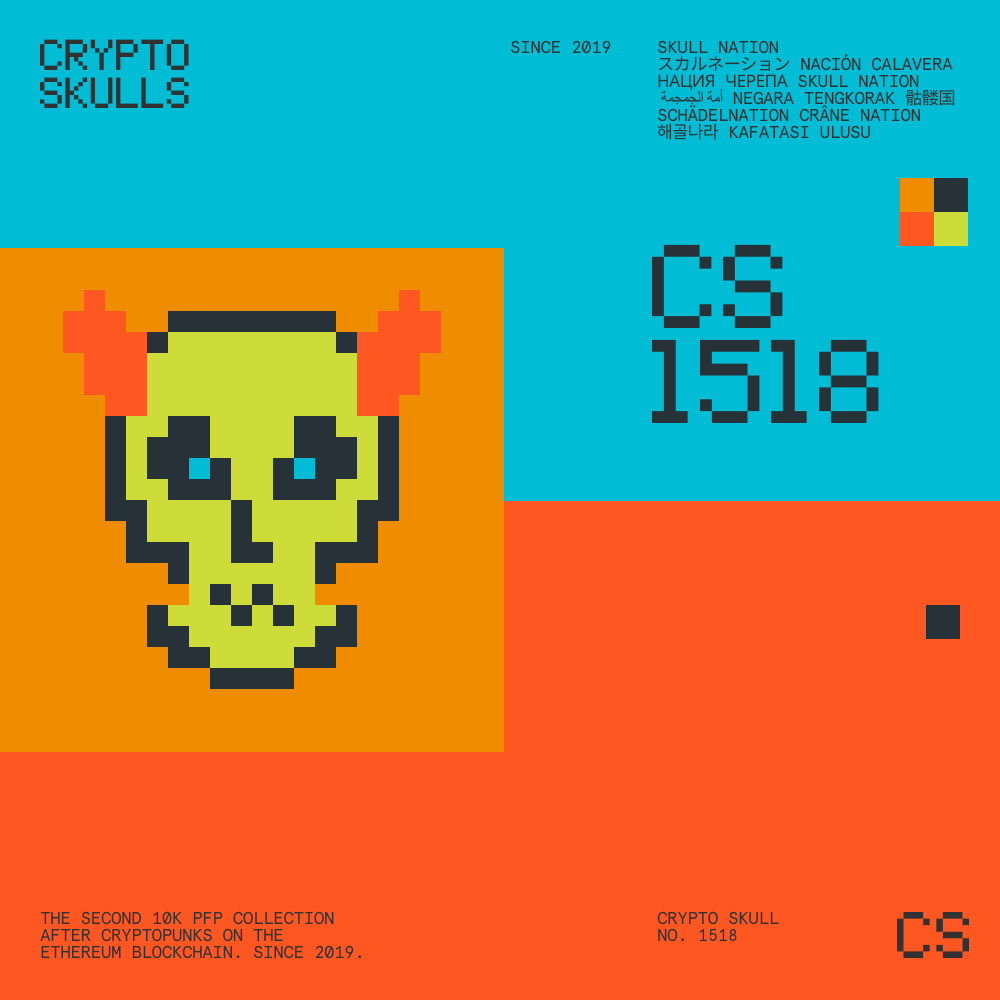 CRYPTO
SKULLS
SINCE 2019
SKULL NATION
スカルネーション NACIÓN CALAVERA
НАЦИЯ ЧЕРЕПА SKULL NATION
أمة الجمجمة NEGARA TENGKORAK 骷髅国
SCHÄDELNATION CRÂNE NATION
해골나라 KAFATASI ULUSU
CS
1518
THE SECOND 10K PFP COLLECTION
AFTER CRYPTOPUNKS ON THE
ETHEREUM BLOCKCHAIN. SINCE 2019.
CRYPTO SKULL
NO. 1518
CS